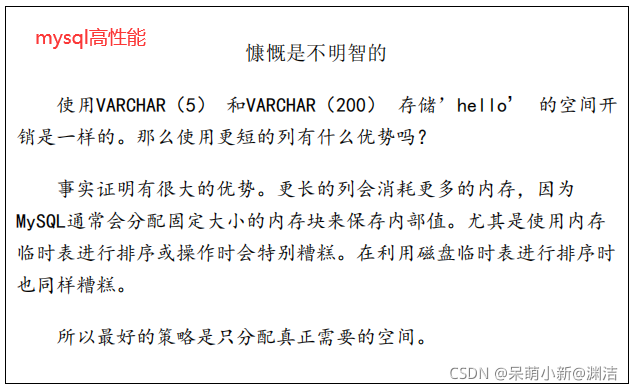 mysql高性能
慷慨是不明智的
使用VARCHAR（5） 和VARCHAR（200） 存储’hello’ 的空间开
销是一样的。那么使用更短的列有什么优势吗？
事实证明有很大的优势。更长的列会消耗更多的内存，因为
MySQL通常会分配固定大小的内存块来保存内部值。尤其是使用内存
临时表进行排序或操作时会特别糟糕。在利用磁盘临时表进行排序时
也同样糟糕。
所以最好的策略是只分配真正需要的空间。
CSDN @呆萌小新@渊洁